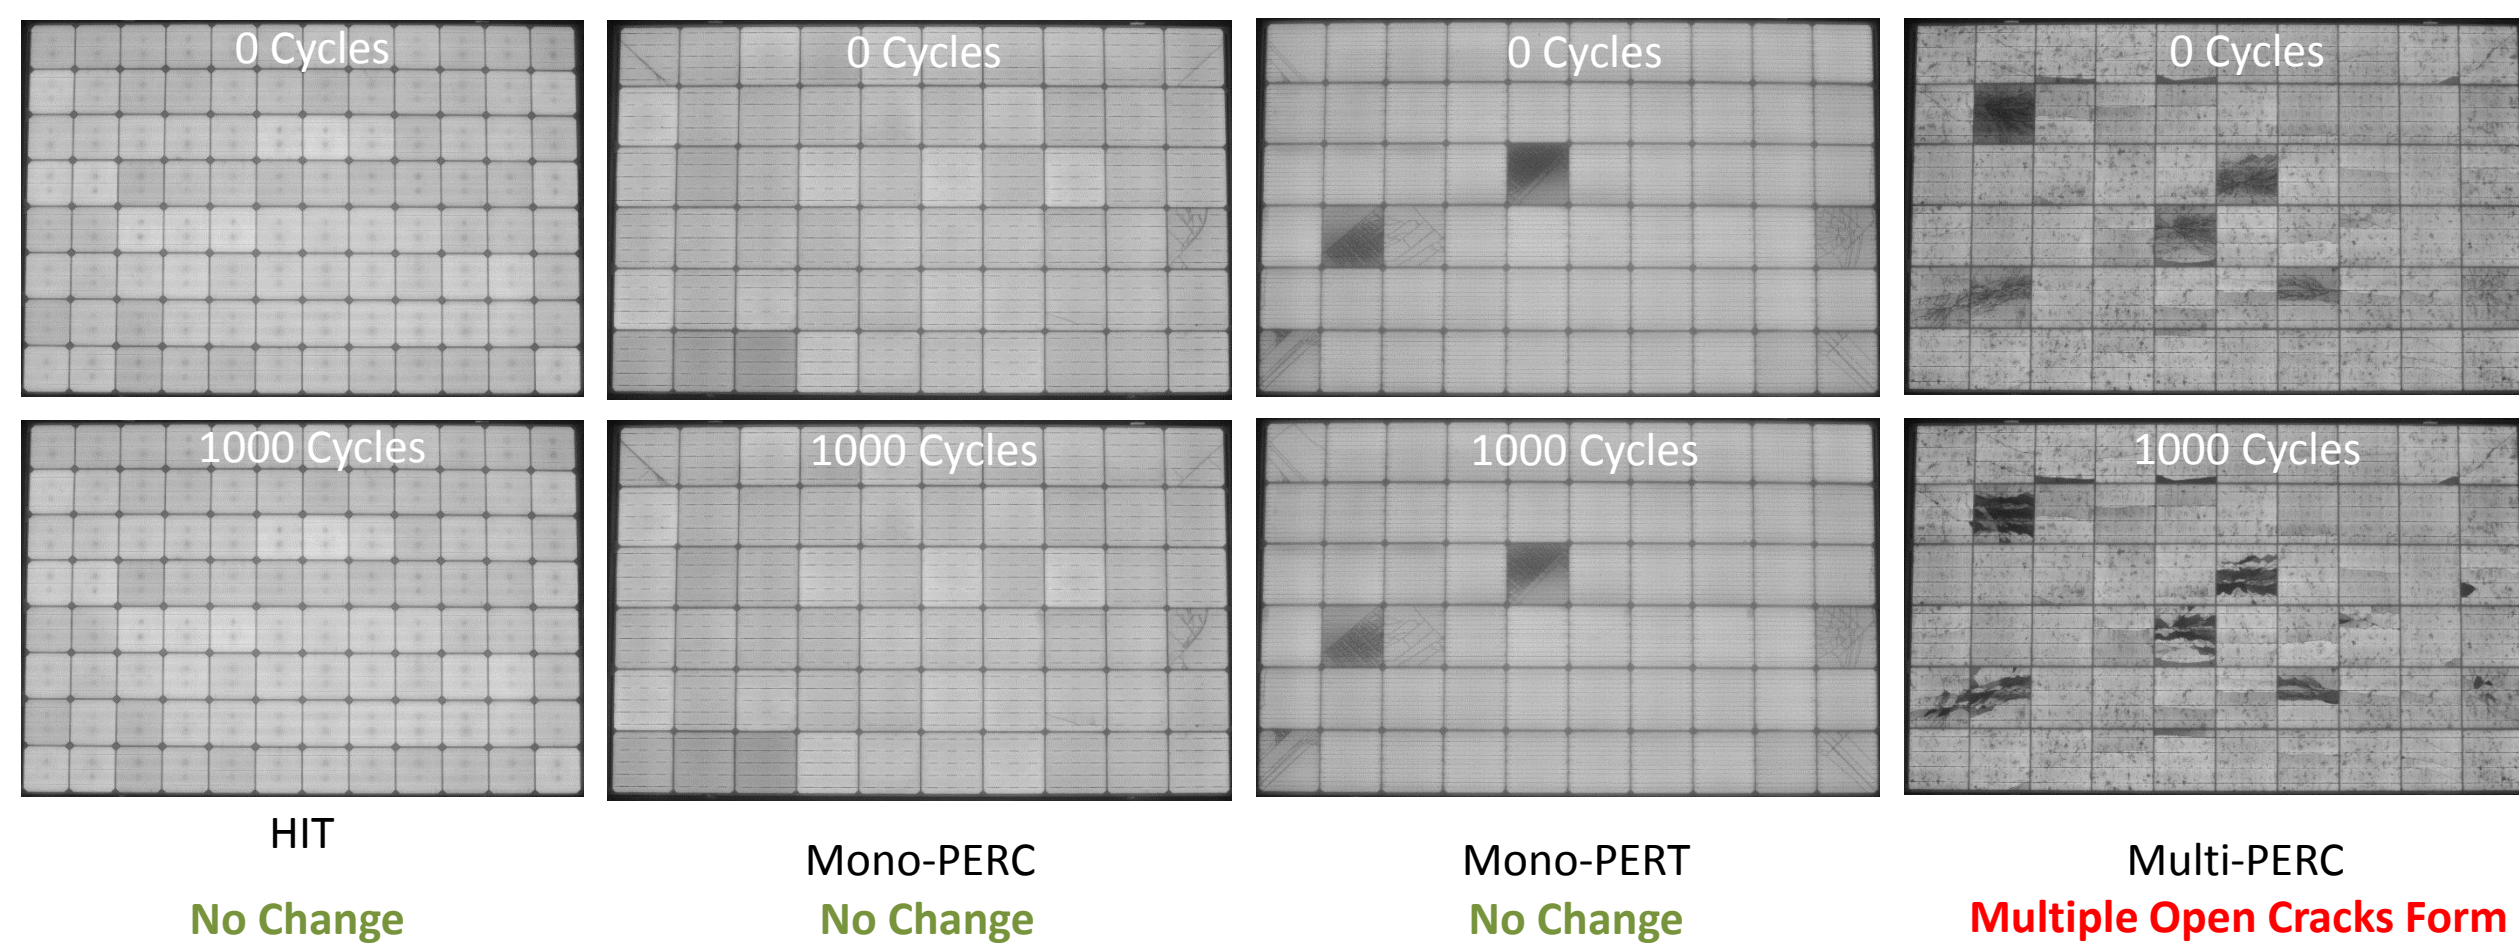 0 Cycles
0 Cycles
0 Cycles
0 Cycles
1000 Cycles
1000 Cycles
1000 Cycles
1000 Cycles
HIT
Mono-PERC
Mono-PERT
Multi-PERC
No Change
No Change
No Change
Multiple Open Cracks Form